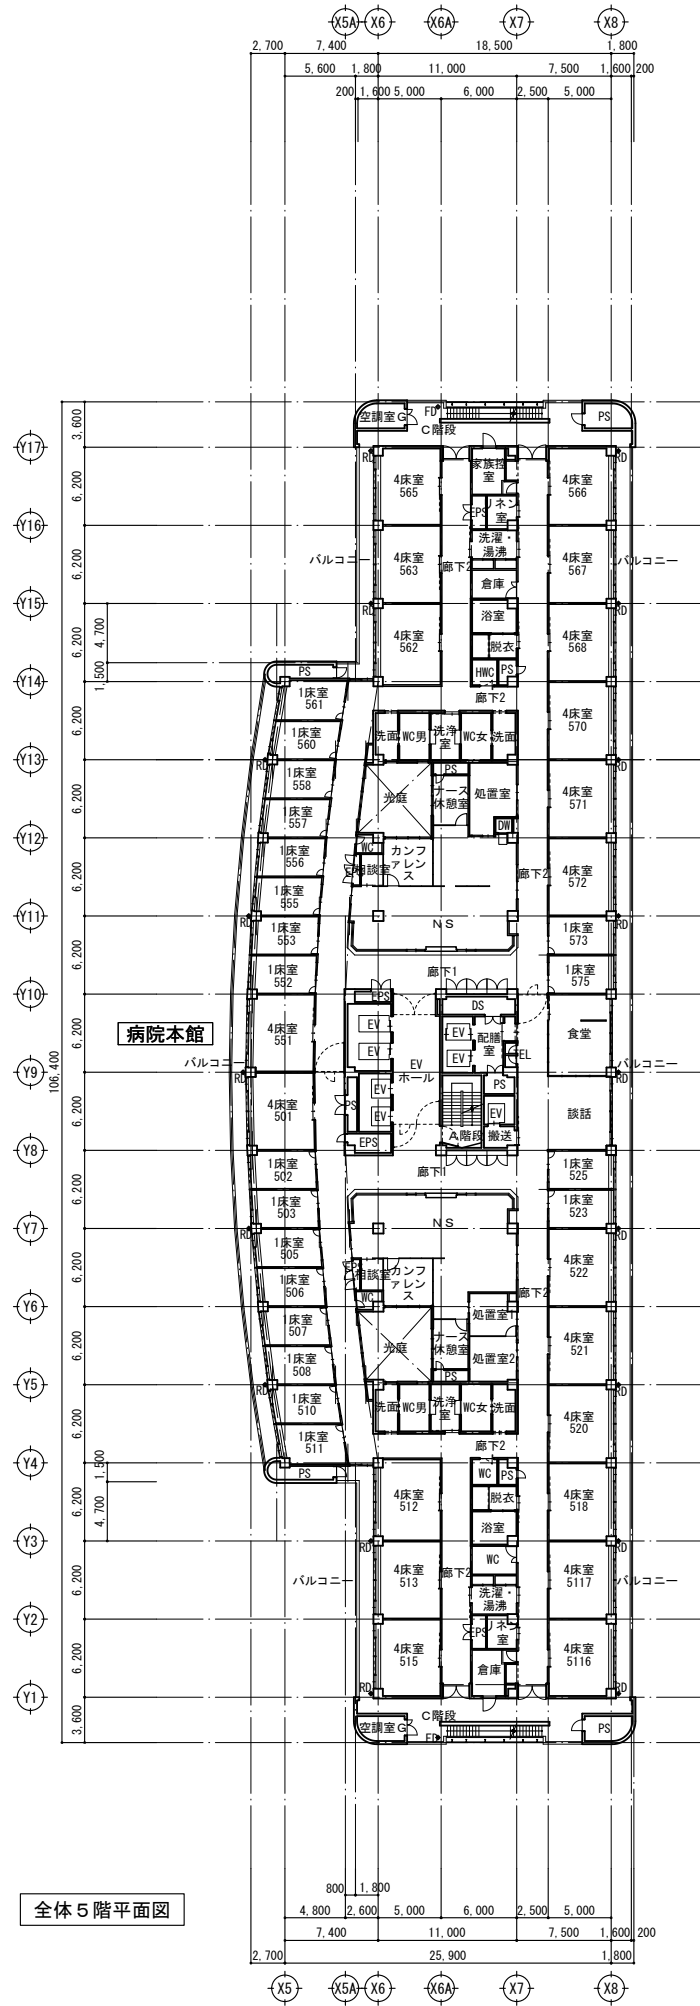 X5A X6 X6A X7 X8
2,700 7,400 18,500 1,800
5,600 1,800 11,000 7,500 1,600 200
200 1,600 5,000 6,000 2,500 5,000
空調室G FD C階段 PS
3,600
Y17
RD 家族控室 RD
4床室 565 4床室 566
6,200
EPS リネン室
Y16
洗濯・湯沸
バルコニー 4床室 563 廊下2 4床室 567 バルコニー
6,200
倉庫
Y15
RD 浴室 RD
4床室 562 脱衣 4床室 568
6,200 4,700
HWC PS
1,500 PS
Y14
1床室 561 廊下2
4床室 570
6,200
洗面 WC男 洗浄室 WC女 洗面
1床室 560
Y13
RD PS RD
1床室 558 光庭 ナース休憩室 処置室 4床室 571
6,200
1床室 557
DW
Y12
WC カンファレンス
1床室 556 相談室 廊下2 4床室 572
6,200
1床室 555
Y11
RD NS RD
1床室 553 1床室 573
6,200
1床室 552 廊下1 1床室 575
Y10
EPS DS
病院本館
4床室 551 EV EV 配膳室 食堂
6,200
EV EVホール EV EL
バルコニー バルコニー
Y9
106,400
RD PS EV PS RD
4床室 501 EV EV 談話
6,200
EPS A階段 搬送
Y8
1床室 502 廊下1 1床室 525
6,200
1床室 503 1床室 523
Y7
RD NS RD
1床室 505 4床室 522
6,200
相談室 カンファレンス
1床室 506 WC 廊下2
Y6
1床室 507 処置室1
6,200
光庭 ナース休憩室 4床室 521
1床室 508 処置室2
PS
Y5
RD RD
1床室 510 洗面 WC男 洗浄室 WC女 洗面 4床室 520
6,200
1床室 511 廊下2
Y4
1,500 PS WC PS
4床室 512 脱衣 4床室 518
6,200 4,700
浴室
Y3
RD WC RD
バルコニー 4床室 513 廊下2 4床室 5117 バルコニー
6,200
洗濯・湯沸
Y2
EPS リネン室
4床室 515 4床室 5116
6,200
倉庫
RD RD
Y1
C階段
3,600
空調室G FD PS
800 1,800
全体5階平面図
4,800 2,600 5,000 6,000 2,500 5,000
7,400 11,000 7,500 1,600 200
2,700 25,900 1,800
X5 X5A X6 X6A X7 X8